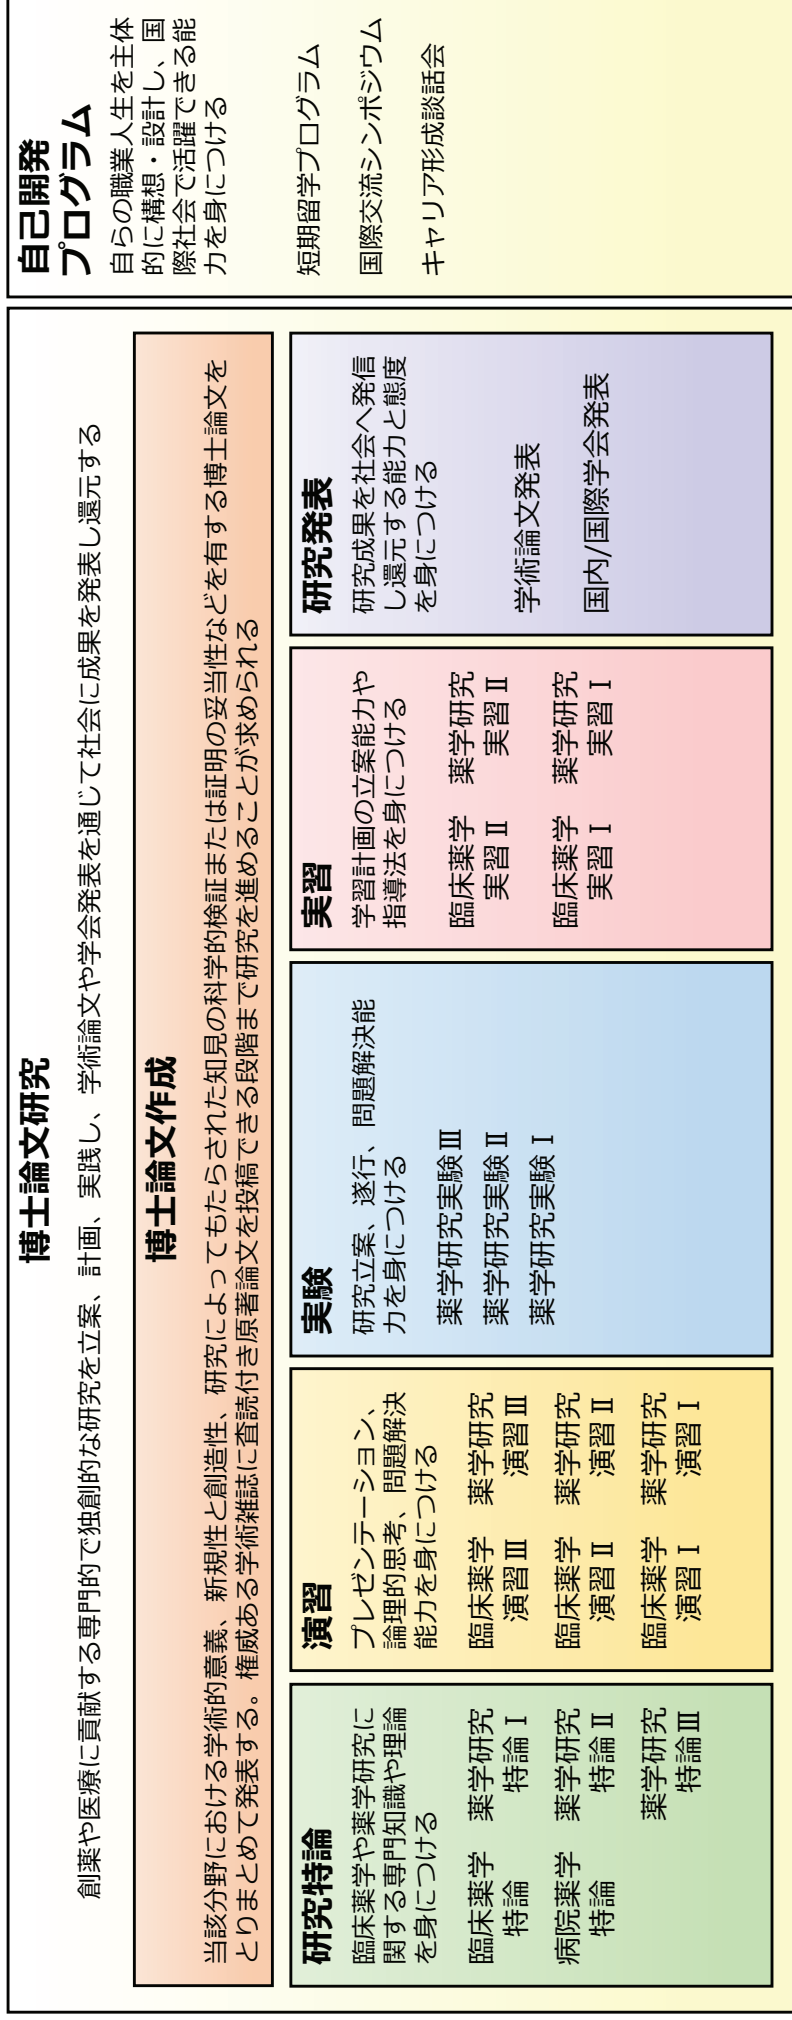 博士論文研究
創薬や医療に貢献する専門的で独創的な研究を立案、計画、実践し、学術論文や学会発表を通じて社会に成果を発表し還元する
博士論文作成
当該分野における学術的意義、新規性と創造性、研究によってもたらされた知見の科学的検証または証明の妥当性などを有する博士論文を
とりまとめて発表する。権威ある学術雑誌に査読付き原著論文を投稿できる段階まで研究を進めることが求められる
研究特論
臨床薬学や薬学研究に
関する専門知識や理論
を身につける
臨床薬学
特論
薬学研究
特論Ⅰ
病院薬学
特論
薬学研究
特論Ⅱ
薬学研究
特論Ⅲ
演習
プレゼンテーション、
論理的思考、問題解決
能力を身につける
臨床薬学
演習Ⅲ
薬学研究
演習Ⅲ
臨床薬学
演習Ⅱ
薬学研究
演習Ⅱ
臨床薬学
演習Ⅰ
薬学研究
演習Ⅰ
実験
研究立案、遂行、問題解決能
力を身につける
薬学研究実験Ⅲ
薬学研究実験Ⅱ
薬学研究実験Ⅰ
実習
学習計画の立案能力や
指導法を身につける
臨床薬学
実習Ⅱ
薬学研究
実習Ⅱ
臨床薬学
実習Ⅰ
薬学研究
実習Ⅰ
研究発表
研究成果を社会へ発信
し還元する能力と態度
を身につける
学術論文発表
国内/国際学会発表
自己開発
プログラム
自らの職業人生を主体
的に構想・設計し、国
際社会で活躍できる能
力を身につける
短期留学プログラム
国際交流シンポジウム
キャリア形成談話会